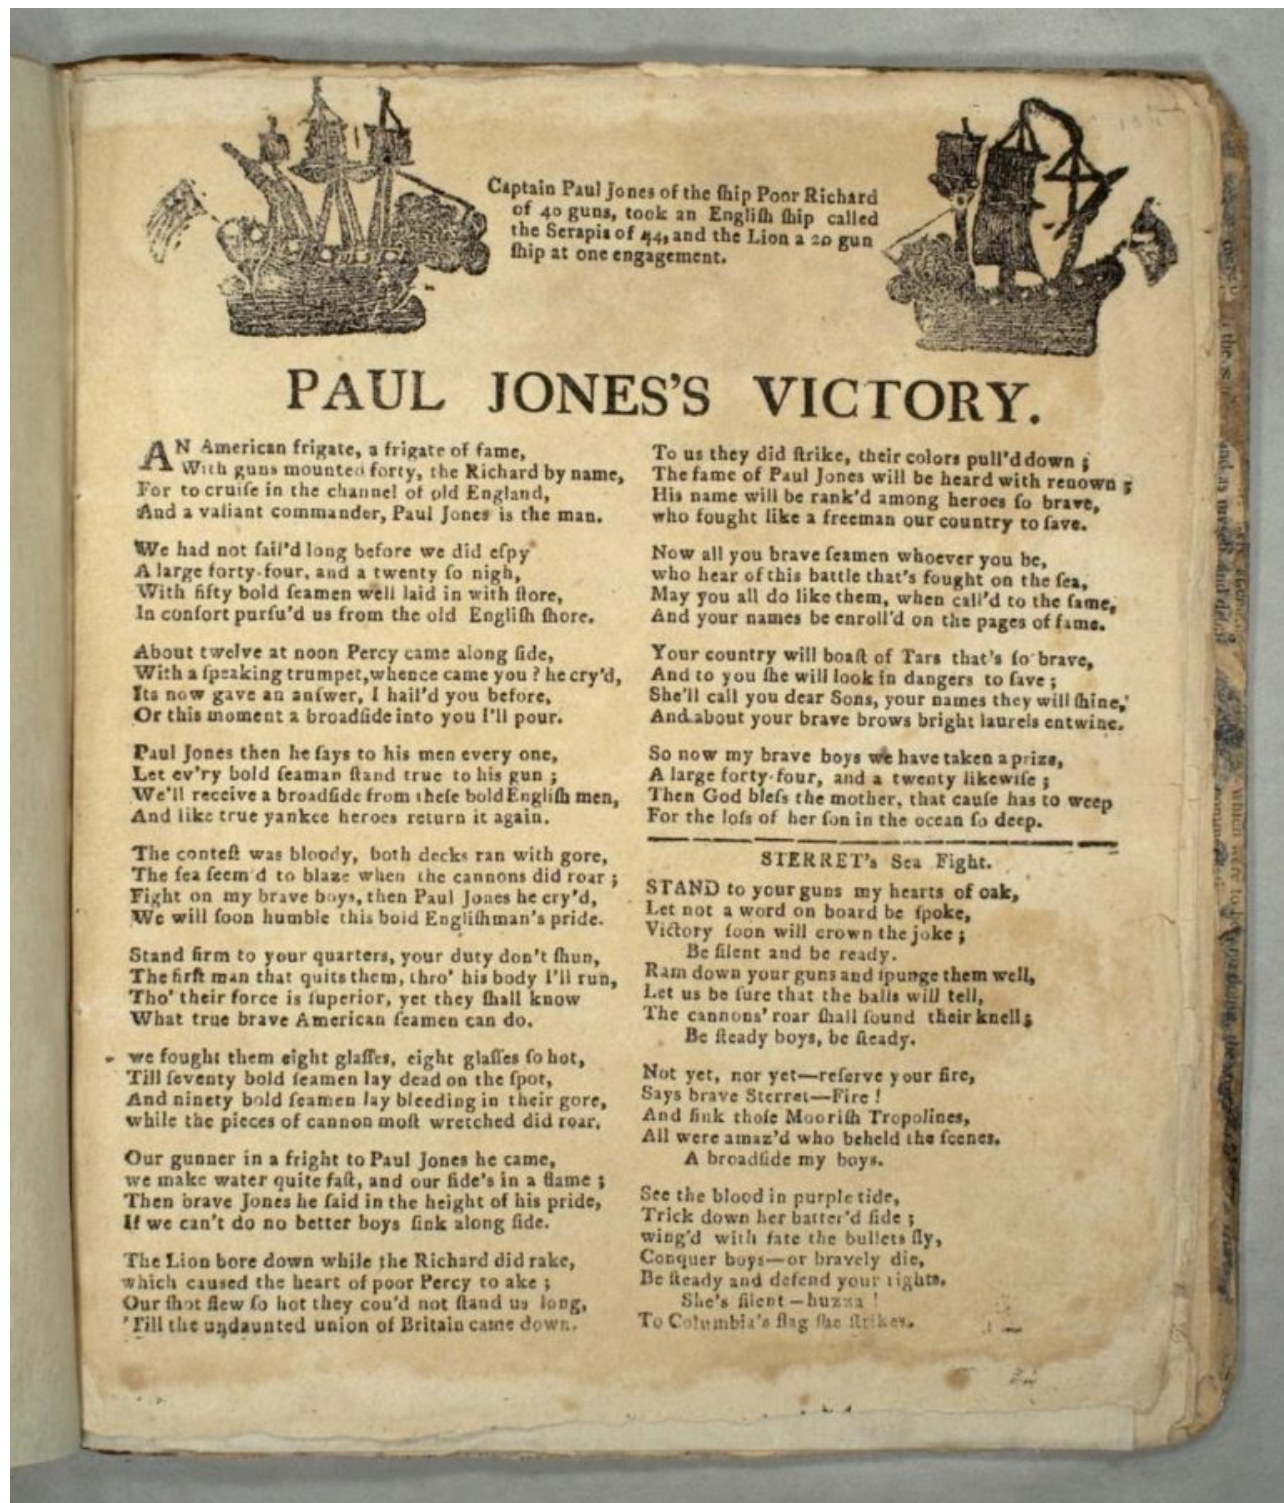 Captain Paul Jones of the ſhip Poor Richard
of 40 guns, took an Engliſh ſhip called
the Serapis of 44, and the Lion a 20 gun
ſhip at one engagement.
PAUL JONES'S VICTORY.
AN American frigate, a frigate of fame,
With guns mounted forty, the Richard by name,
For to cruiſe in the channel of old England,
And a valiant commander, Paul Jones is the man.
We had not ſail'd long before we did eſpy
A large forty-four, and a twenty ſo nigh,
With fifty bold ſeamen well laid in with ſtore,
In conſort purſu'd us from the old Engliſh ſhore.
About twelve at noon Percy came along ſide,
With a ſpeaking trumpet, whence came you? he cry'd,
Its now gave an anſwer, I hail'd you before,
Or this moment a broadſide into you I'll pour.
Paul Jones then he ſays to his men every one,
Let ev'ry bold ſeaman ſtand true to his gun;
We'll receive a broadſide from theſe bold Engliſh men,
And like true yankee heroes return it again.
The conteſt was bloody, both decks ran with gore,
The ſea ſeem'd to blaze when the cannons did roar;
Fight on my brave boys, then Paul Jones he cry'd,
We will ſoon humble this bold Engliſhman's pride.
Stand firm to your quarters, your duty don't ſhun,
The firſt man that quits them, thro' his body I'll run,
Tho' their force is ſuperior, yet they ſhall know
What true brave American ſeamen can do.
we fought them eight glaſſes, eight glaſſes ſo hot,
Till ſeventy bold ſeamen lay dead on the ſpot,
And ninety bold ſeamen lay bleeding in their gore,
while the pieces of cannon moſt wretched did roar.
Our gunner in a fright to Paul Jones he came,
we make water quite faſt, and our ſide's in a flame;
Then brave Jones he ſaid in the height of his pride,
If we can't do no better boys ſink along ſide.
The Lion bore down while the Richard did rake,
which caused the heart of poor Percy to ake;
Our ſhot flew ſo hot they cou'd not ſtand us long,
'Till the undaunted union of Britain came down.
To us they did ſtrike, their colors pull'd down;
The fame of Paul Jones will be heard with renown;
His name will be rank'd among heroes ſo brave,
who fought like a freeman our country to ſave.
Now all you brave ſeamen whoever you be,
who hear of this battle that's fought on the ſea,
May you all do like them, when call'd to the ſame,
And your names be enroll'd on the pages of fame.
Your country will boaſt of Tars that's ſo brave,
And to you ſhe will look in dangers to ſave;
She'll call you dear Sons, your names they will ſhine,
And about your brave brows bright laurels entwine.
So now my brave boys we have taken a prize,
A large forty-four, and a twenty likewiſe;
Then God bleſs the mother, that cauſe has to weep
For the loſs of her ſon in the ocean ſo deep.
STERRET's Sea Fight.
STAND to your guns my hearts of oak,
Let not a word on board be ſpoke,
Victory ſoon will crown the joke;
Be ſilent and be ready.
Ram down your guns and ſpunge them well,
Let us be ſure that the balls will tell,
The cannons' roar ſhall ſound their knell;
Be ſteady boys, be ſteady.
Not yet, nor yet—reſerve your fire,
Says brave Sterret—Fire!
And ſink thoſe Mooriſh Tropolines,
All were amaz'd who beheld the ſcenes.
A broadſide my boys.
See the blood in purple tide,
Trick down her batter'd ſide;
wing'd with fate the bullets fly,
Conquer boys—or bravely die,
Be ſteady and defend your rights.
She's ſilent—huzza!
To Columbia's flag ſhe ſtrikes.